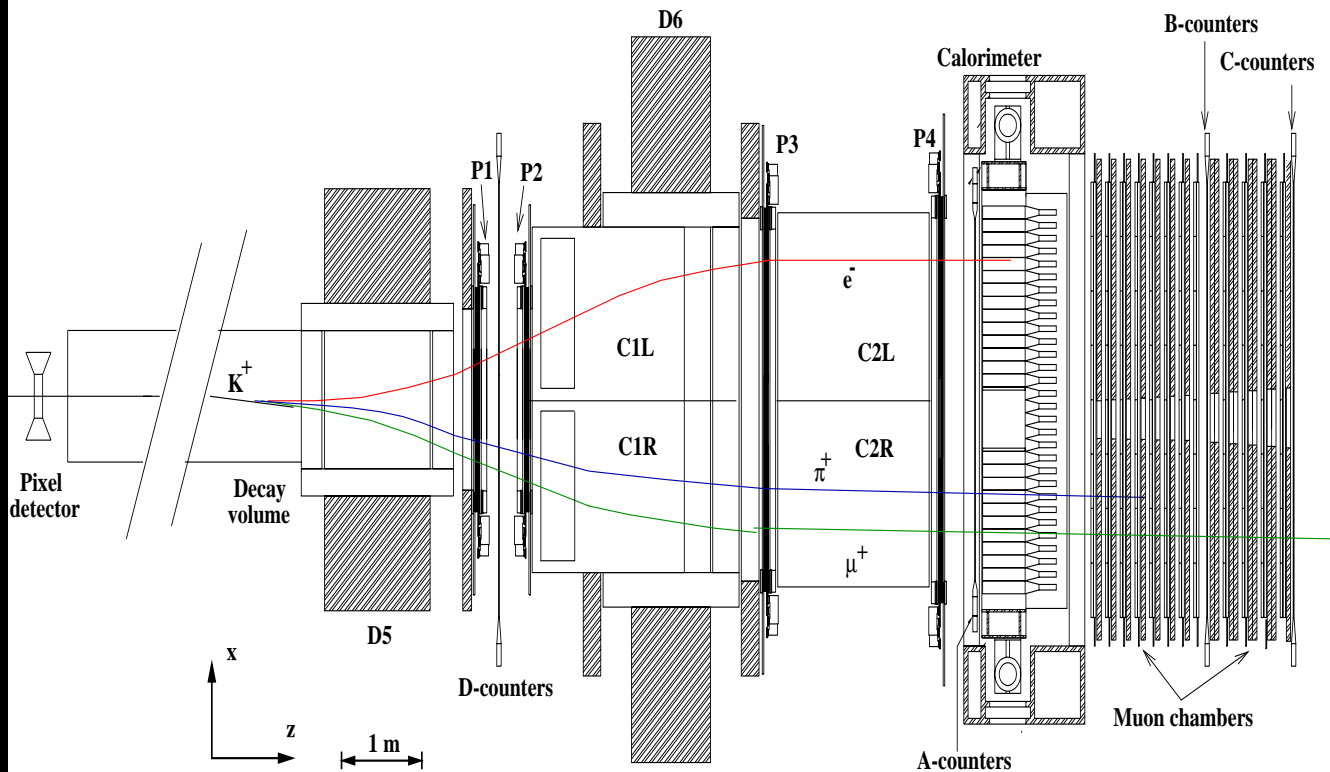 D6
B-counters
Calorimeter
C-counters
P3
P4
P1
P2
e-
K+
C1L
C2L
C1R
C2R
π+
Pixel
detector
Decay
volume
μ+
D5
x
D-counters
z
Muon chambers
1 m
A-counters